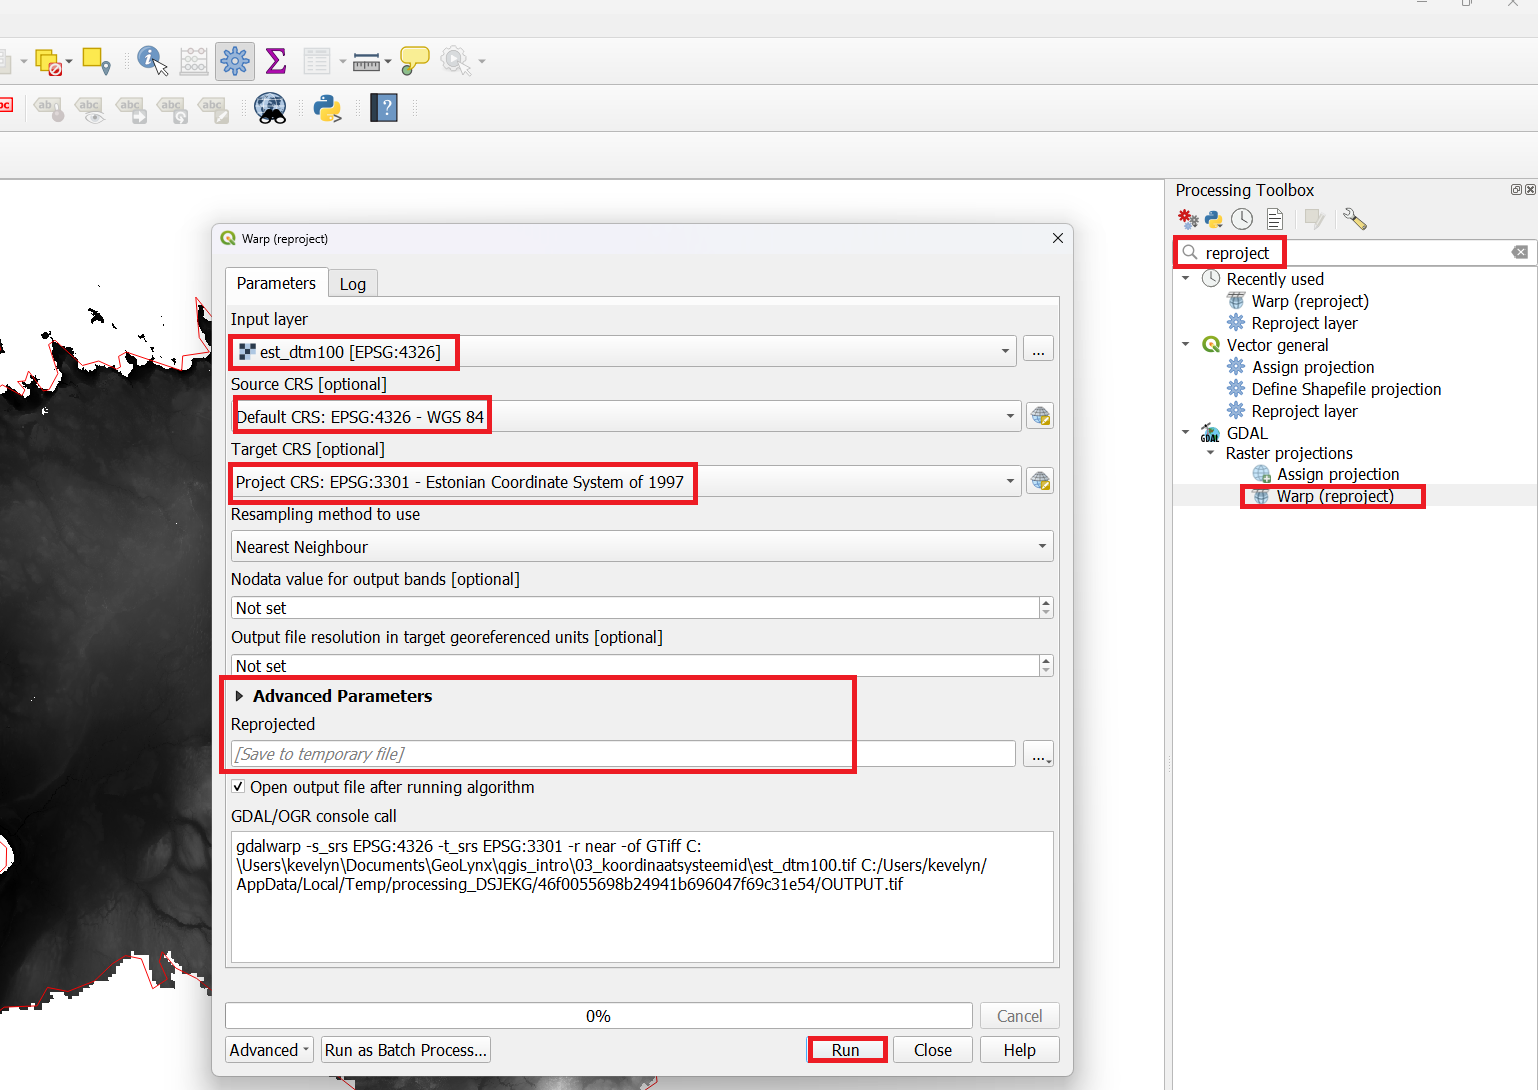 abc
ab
abc
abc
abc
abc
?
Processing Toolbox
reproject
Recently used
Warp (reproject)
Reproject layer
Vector general
Assign projection
Define Shapefile projection
Reproject layer
GDAL
GDAL
Raster projections
Assign projection
Warp (reproject)
Warp (reproject)
Parameters
Log
Input layer
est_dtm100 [EPSG:4326]
...
Source CRS [optional]
Default CRS: EPSG:4326 - WGS 84
Target CRS [optional]
Project CRS: EPSG:3301 - Estonian Coordinate System of 1997
Resampling method to use
Nearest Neighbour
Nodata value for output bands [optional]
Not set
Output file resolution in target georeferenced units [optional]
Not set
Advanced Parameters
Reprojected
[Save to temporary file]
...
Open output file after running algorithm
GDAL/OGR console call
gdalwarp -s_srs EPSG:4326 -t_srs EPSG:3301 -r near -of GTiff C:
\Users\kevelyn\Documents\GeoLynx\qgis_intro\03_koordinaatsysteemid\est_dtm100.tif C:/Users/kevelyn/
AppData/Local/Temp/processing_DSJEKG/46f0055698b24941b696047f69c31e54/OUTPUT.tif
0%
Cancel
Advanced
Run as Batch Process...
Run
Close
Help